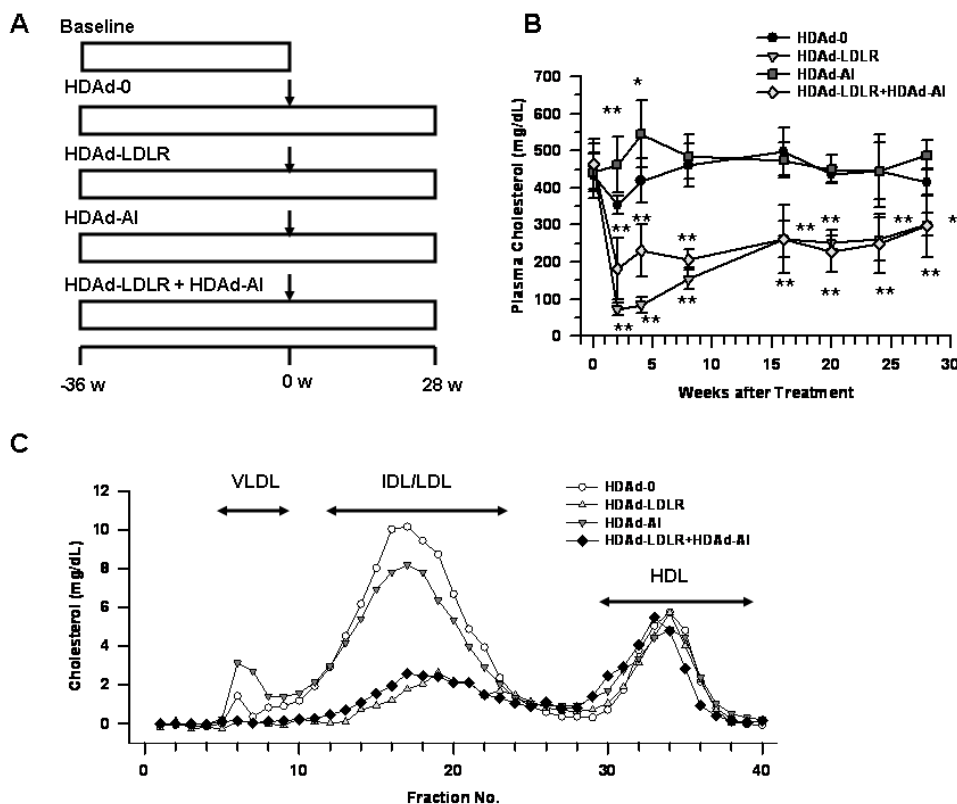 A
Baseline
HDAd-0
HDAd-LDLR
HDAd-AI
HDAd-LDLR + HDAd-AI
-36 w
0 w
28 w
B
HDAd-0
HDAd-LDLR
HDAd-AI
HDAd-LDLR+HDAd-AI
Plasma Cholesterol (mg/dL)
700
600
500
400
300
200
100
0
** *
** ** ** ** ** ** *
** ** ** ** ** ** **
0 5 10 15 20 25 30
Weeks after Treatment
C
VLDL
IDL/LDL
HDL
HDAd-0
HDAd-LDLR
HDAd-AI
HDAd-LDLR+HDAd-AI
Cholesterol (mg/dL)
12
10
8
6
4
2
0
0 10 20 30 40
Fraction No.